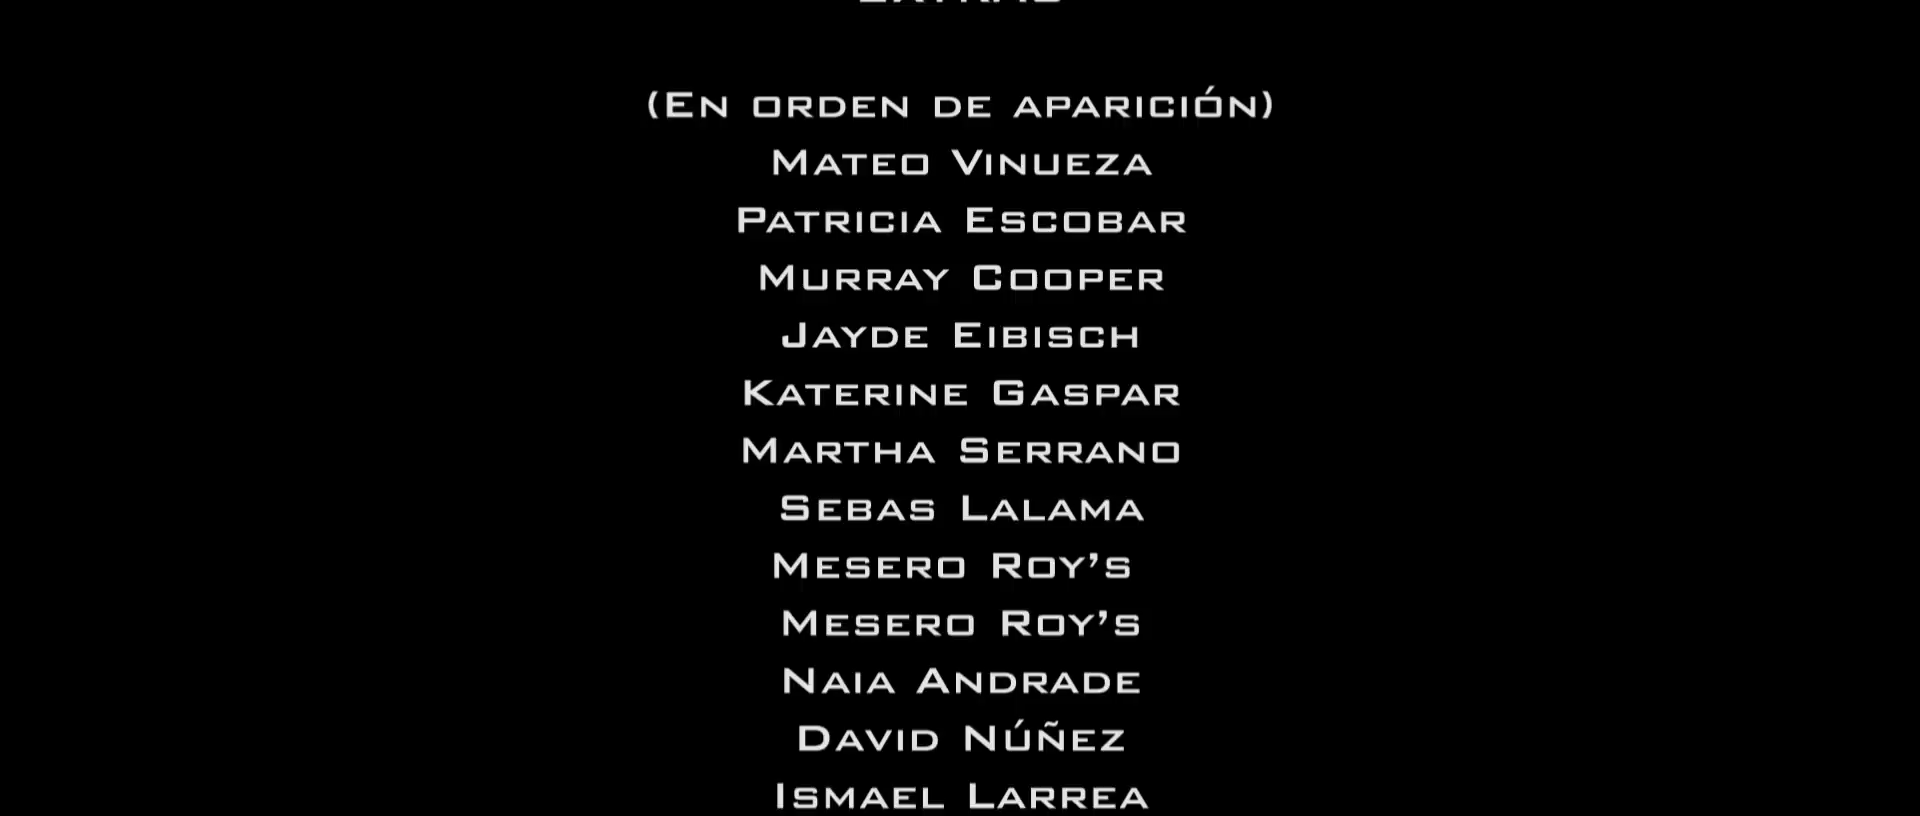 (En orden de aparición)
Mateo Vinueza
Patricia Escobar
Murray Cooper
Jayde Eibisch
Katerine Gaspar
Martha Serrano
Sebas Lalama
Mesero Roy’s
Mesero Roy’s
Naia Andrade
David Núñez
Ismael Larrea